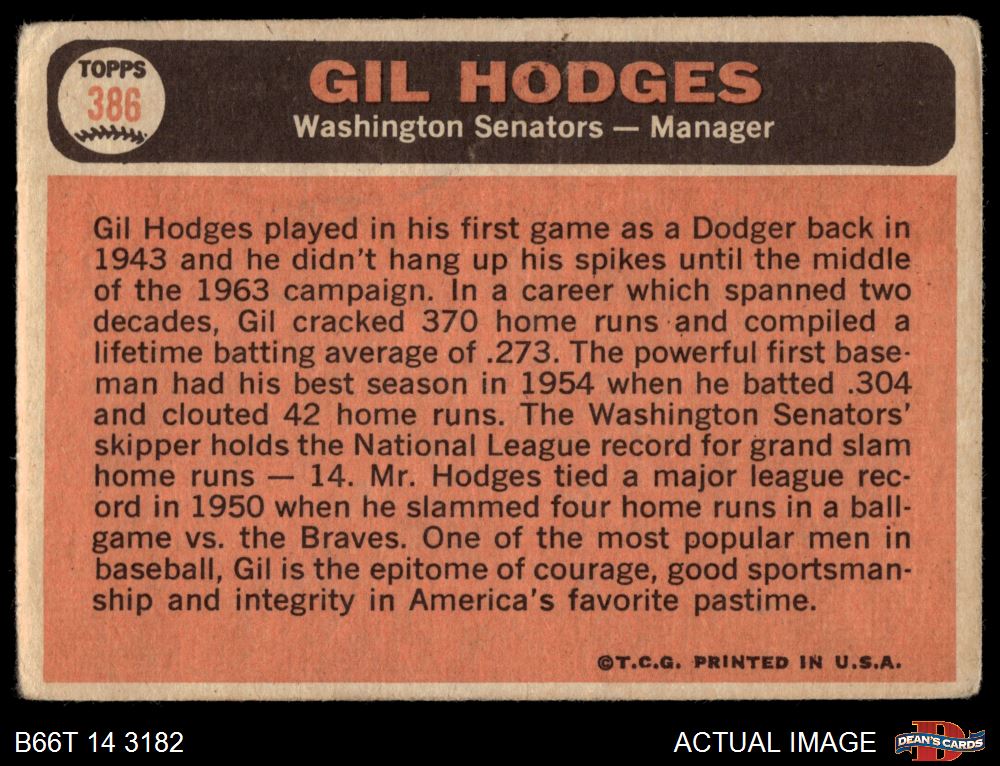 TOPPS
386
GIL HODGES
Washington Senators — Manager
Gil Hodges played in his first game as a Dodger back in
1943 and he didn't hang up his spikes until the middle
of the 1963 campaign. In a career which spanned two
decades, Gil cracked 370 home runs and compiled a
lifetime batting average of .273. The powerful first base-
man had his best season in 1954 when he batted .304
and clouted 42 home runs. The Washington Senators'
skipper holds the National League record for grand slam
home runs — 14. Mr. Hodges tied a major league rec-
ord in 1950 when he slammed four home runs in a ball-
game vs. the Braves. One of the most popular men in
baseball, Gil is the epitome of courage, good sportsman-
ship and integrity in America's favorite pastime.
©T.C.G. PRINTED IN U.S.A.
B66T 14 3182
ACTUAL IMAGE
D
DEAN'S CARDS